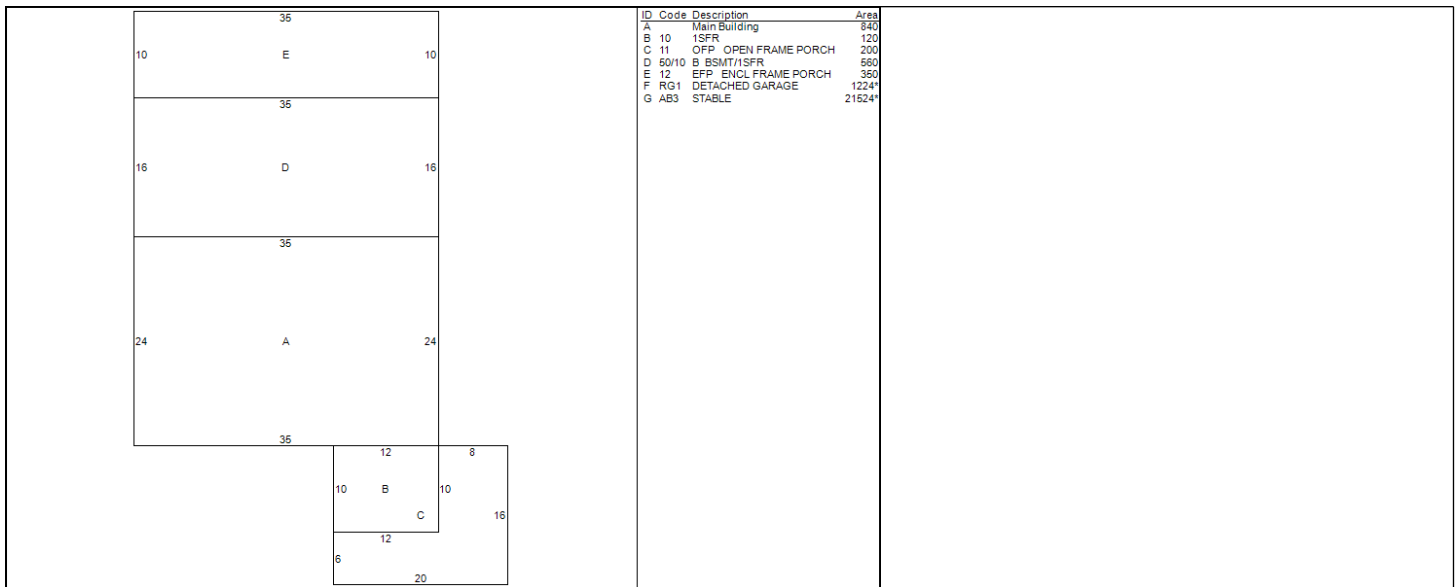 35
10 E 10
35
16 D 16
35
24 A 24
35
12 8
10 B 10
C 16
12
6
20
ID Code Description Area
A Main Building 840
B 10 1SFR 120
C 11 OFP OPEN FRAME PORCH 200
D 50/10 B BSMT/1SFR 560
E 12 EFP ENCL FRAME PORCH 350
F RG1 DETACHED GARAGE 1224*
G AB3 STABLE 21524*